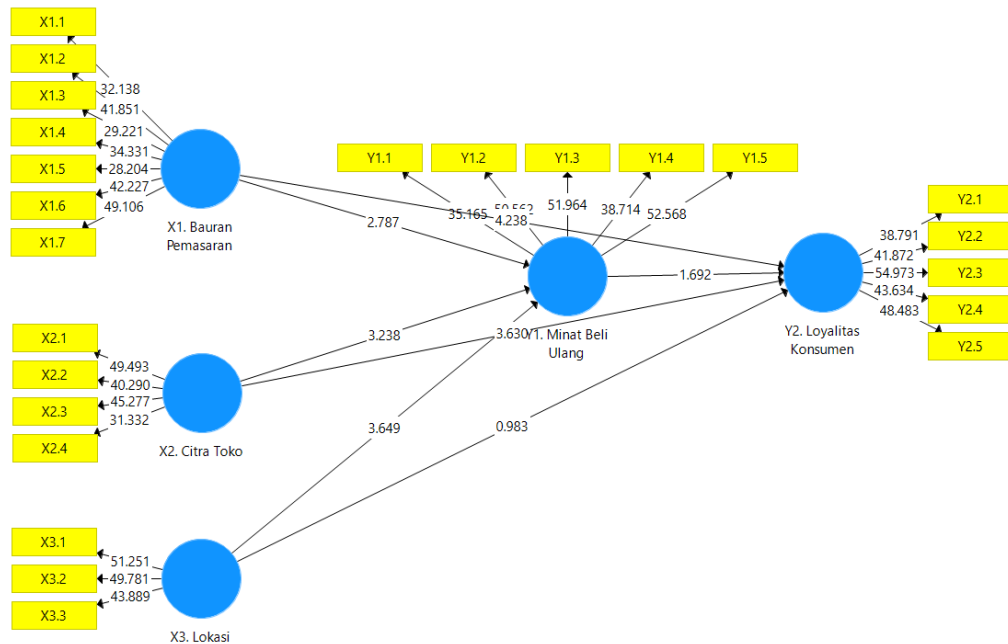 X1.1
X1.2
X1.3
X1.4
X1.5
X1.6
X1.7
32.138
41.851
29.221
34.331
28.204
42.227
49.106
X1. Bauran
Pemasaran
Y1.1
Y1.2
Y1.3
Y1.4
Y1.5
35.165
4.238
51.964
38.714
52.568
2.787
1.692
Y1. Minat Beli
Ulang
Y2.1
Y2.2
Y2.3
Y2.4
Y2.5
38.791
41.872
54.973
43.634
48.483
Y2. Loyalitas
Konsumen
X2.1
X2.2
X2.3
X2.4
49.493
40.290
45.277
31.332
X2. Citra Toko
3.238
3.630
3.649
0.983
X3.1
X3.2
X3.3
51.251
49.781
43.889
X3. Lokasi